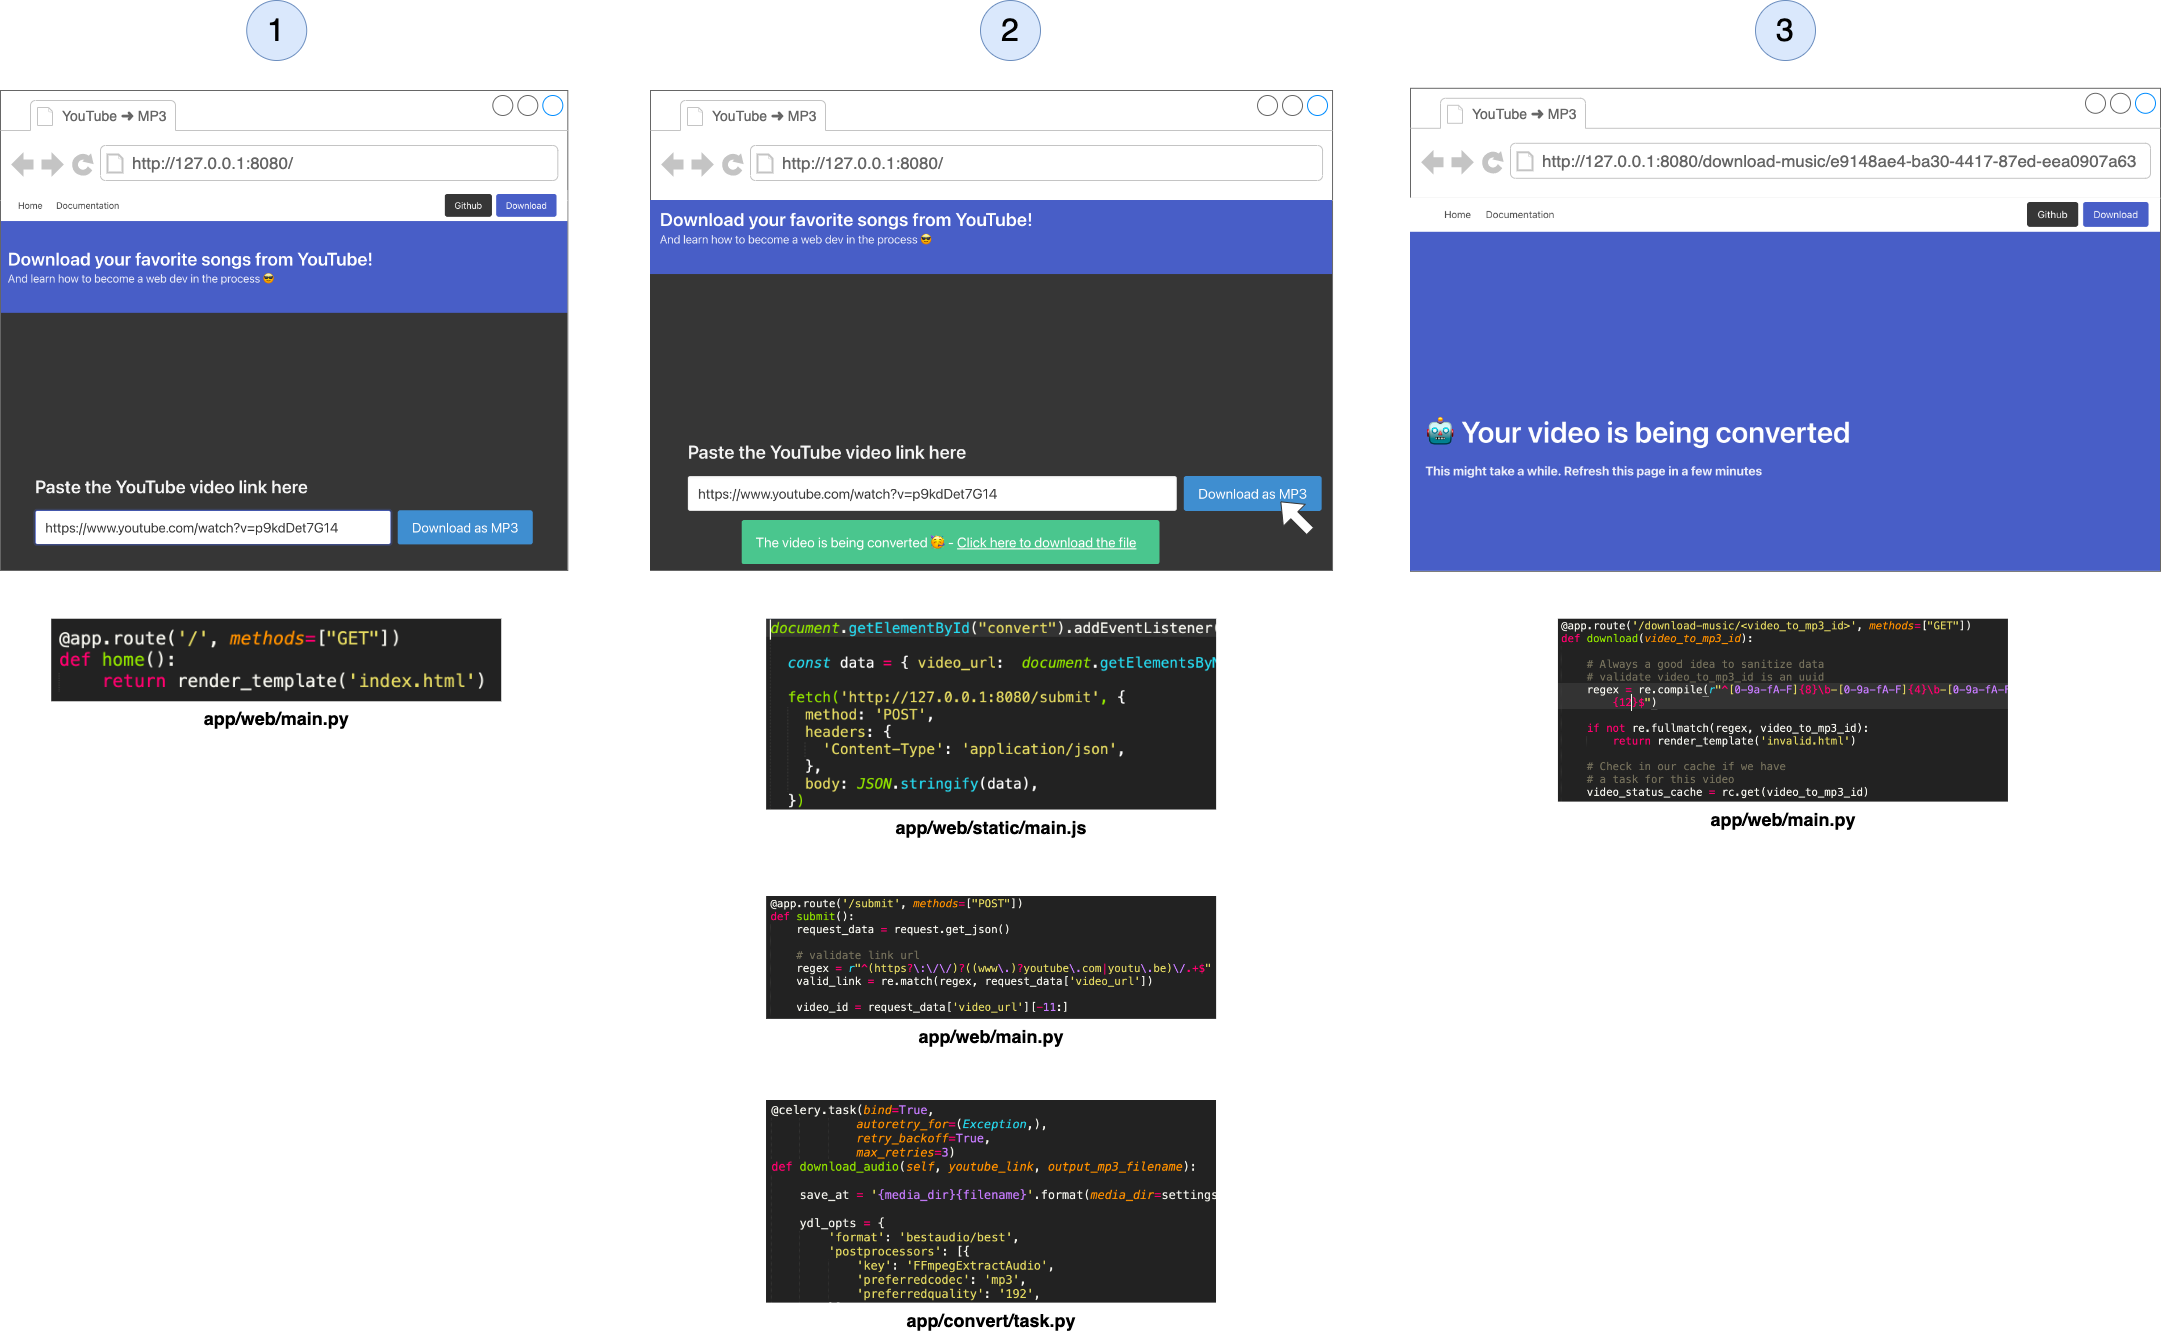 1
YouTube ➜ MP3
http://127.0.0.1:8080/
Home Documentation Github Download
Download your favorite songs from YouTube!
And learn how to become a web dev in the process 😎
Paste the YouTube video link here
https://www.youtube.com/watch?v=p9kdDet7G14 Download as MP3
@app.route('/', methods=["GET"])
def home():
    return render_template('index.html')
app/web/main.py
2
YouTube ➜ MP3
http://127.0.0.1:8080/
Download your favorite songs from YouTube!
And learn how to become a web dev in the process 😎
Paste the YouTube video link here
https://www.youtube.com/watch?v=p9kdDet7G14 Download as MP3
The video is being converted 🥳 - Click here to download the file
document.getElementById("convert").addEventListener(
const data = { video_url:  document.getElementsByN
fetch('http://127.0.0.1:8080/submit', {
method: 'POST',
headers: {
'Content-Type': 'application/json',
},
body: JSON.stringify(data),
})
app/web/static/main.js
@app.route('/submit', methods=["POST"])
def submit():
    request_data = request.get_json()
    # validate link url
    regex = r"^(https?\:\/\/)?((www\.)?youtube\.com|youtu\.be)\/.+$"
    valid_link = re.match(regex, request_data['video_url'])
    video_id = request_data['video_url'][-11:]
app/web/main.py
@celery.task(bind=True,
autoretry_for=(Exception,),
retry_backoff=True,
max_retries=3)
def download_audio(self, youtube_link, output_mp3_filename):
    save_at = '{media_dir}{filename}'.format(media_dir=settings
    ydl_opts = {
        'format': 'bestaudio/best',
        'postprocessors': [{
            'key': 'FFmpegExtractAudio',
            'preferredcodec': 'mp3',
            'preferredquality': '192',
app/convert/task.py
3
YouTube ➜ MP3
http://127.0.0.1:8080/download-music/e9148ae4-ba30-4417-87ed-eea0907a63
Home Documentation Github Download
🤖 Your video is being converted
This might take a while. Refresh this page in a few minutes
@app.route('/download-music/<video_to_mp3_id>', methods=["GET"])
def download(video_to_mp3_id):
    # Always a good idea to sanitize data
    # validate video_to_mp3_id is an uuid
    regex = re.compile(r"^[0-9a-fA-F]{8}\b-[0-9a-fA-F]{4}\b-[0-9a-fA-F
        {12}$")
    if not re.fullmatch(regex, video_to_mp3_id):
        return render_template('invalid.html')
    # Check in our cache if we have
    # a task for this video
    video_status_cache = rc.get(video_to_mp3_id)
app/web/main.py